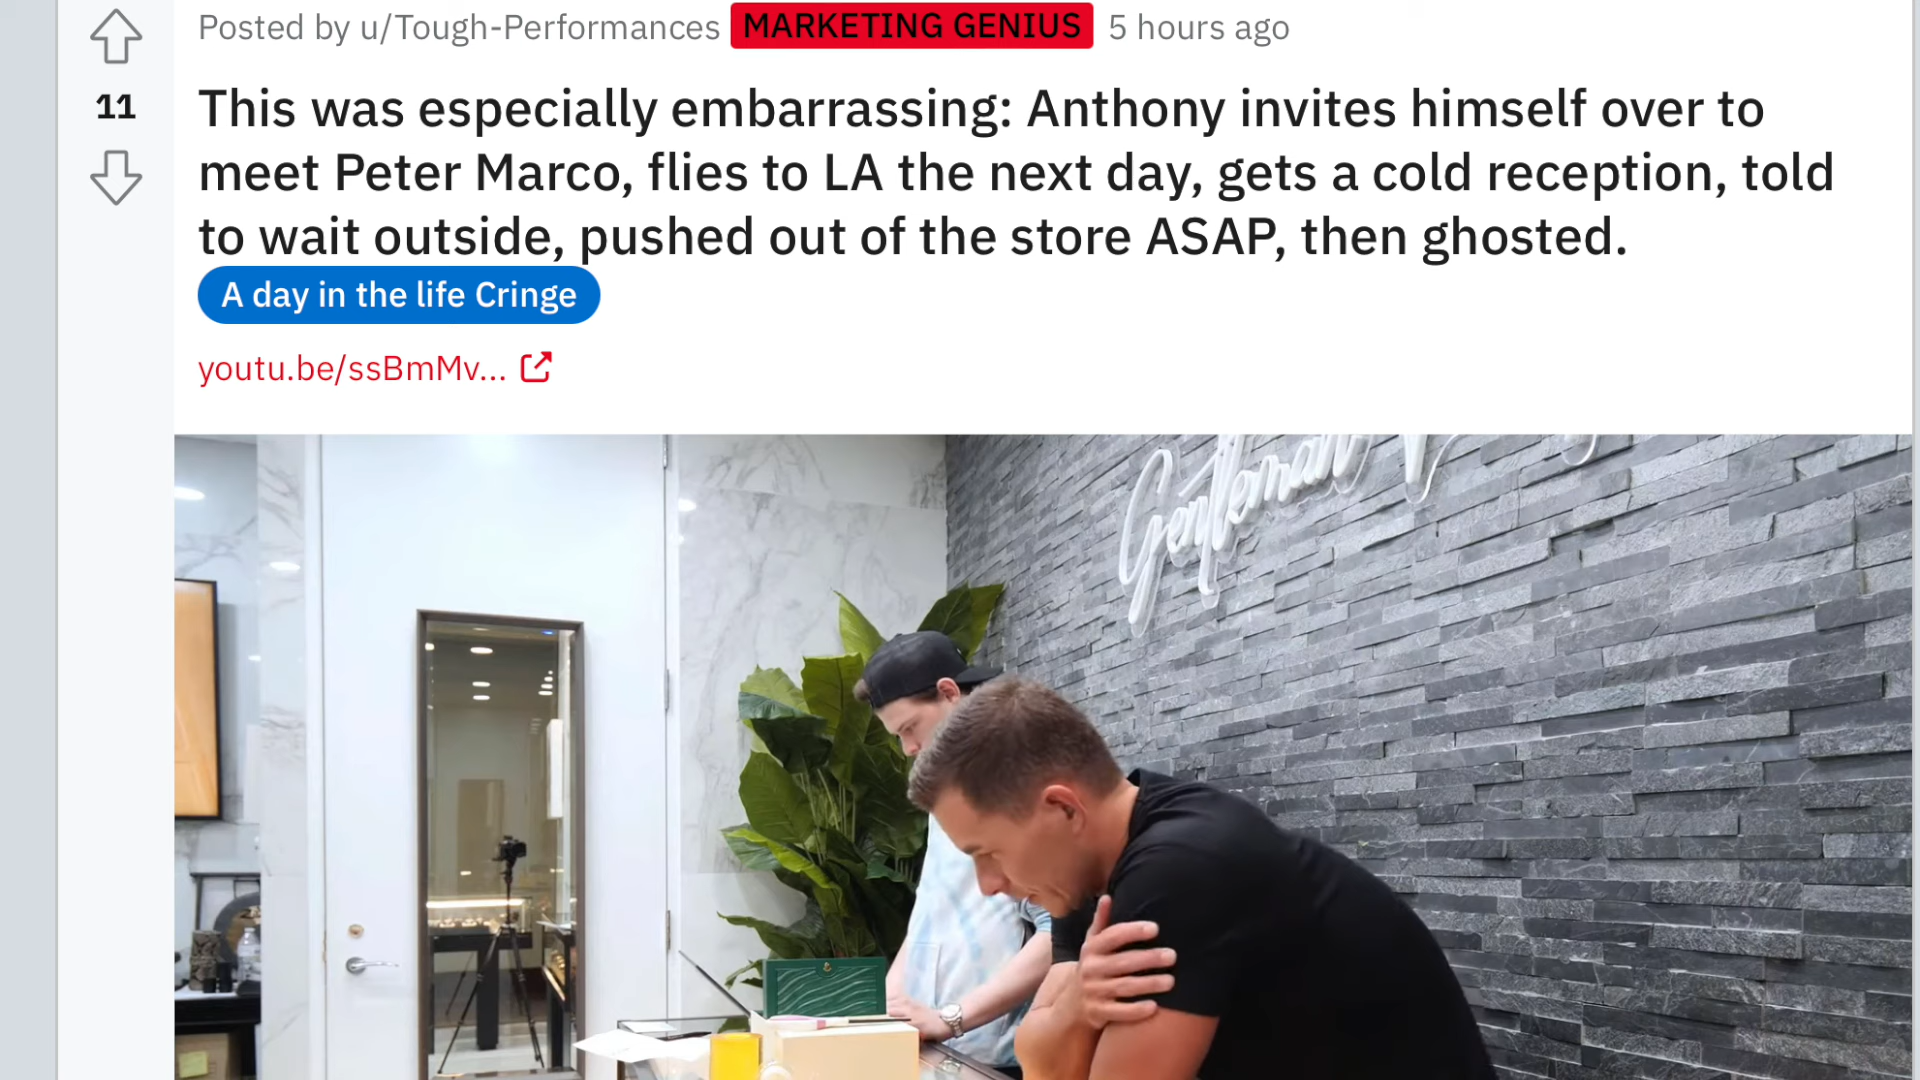 Posted by u/Tough-Performances MARKETING GENIUS 5 hours ago
11
This was especially embarrassing: Anthony invites himself over to
meet Peter Marco, flies to LA the next day, gets a cold reception, told
to wait outside, pushed out of the store ASAP, then ghosted.
A day in the life Cringe
youtu.be/ssBmMv...
Gentleman